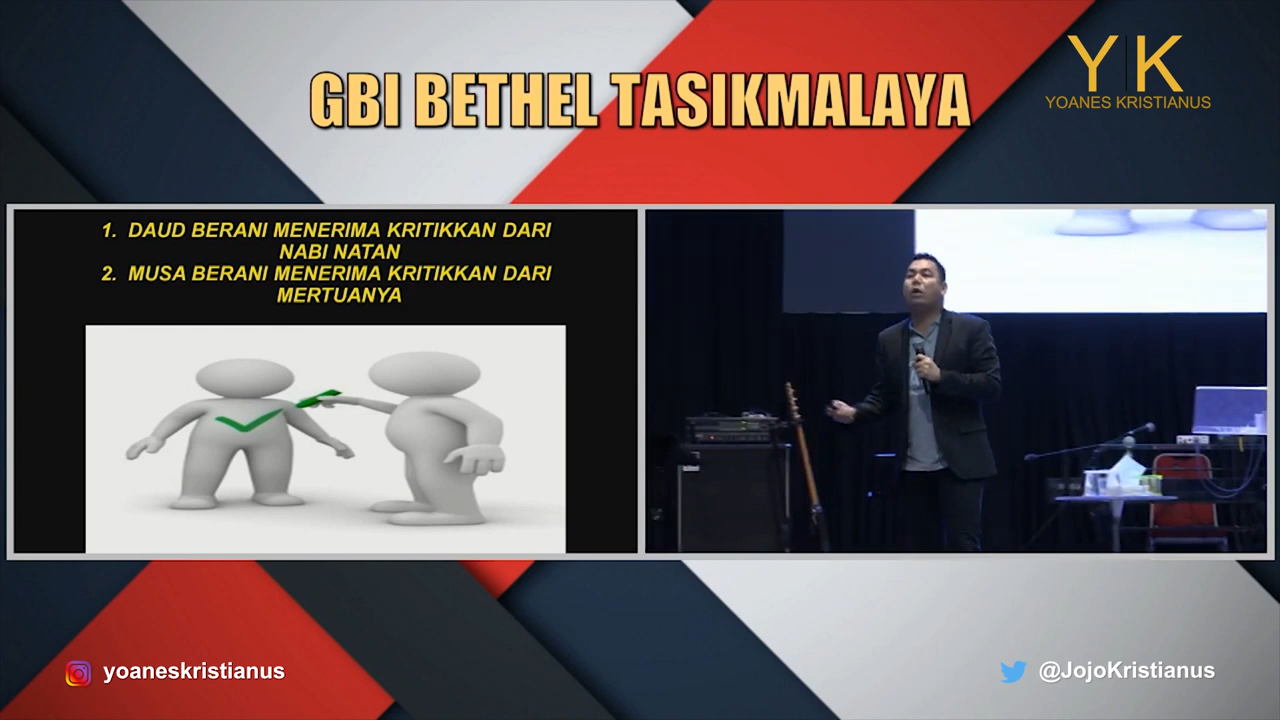 GBI BETHEL TASIKMALAYA
Y|K
YOANES KRISTIANUS
1. DAUD BERANI MENERIMA KRITIKKAN DARI
NABI NATAN
2. MUSA BERANI MENERIMA KRITIKKAN DARI
MERTUANYA
yoaneskristianus
@JojoKristianus